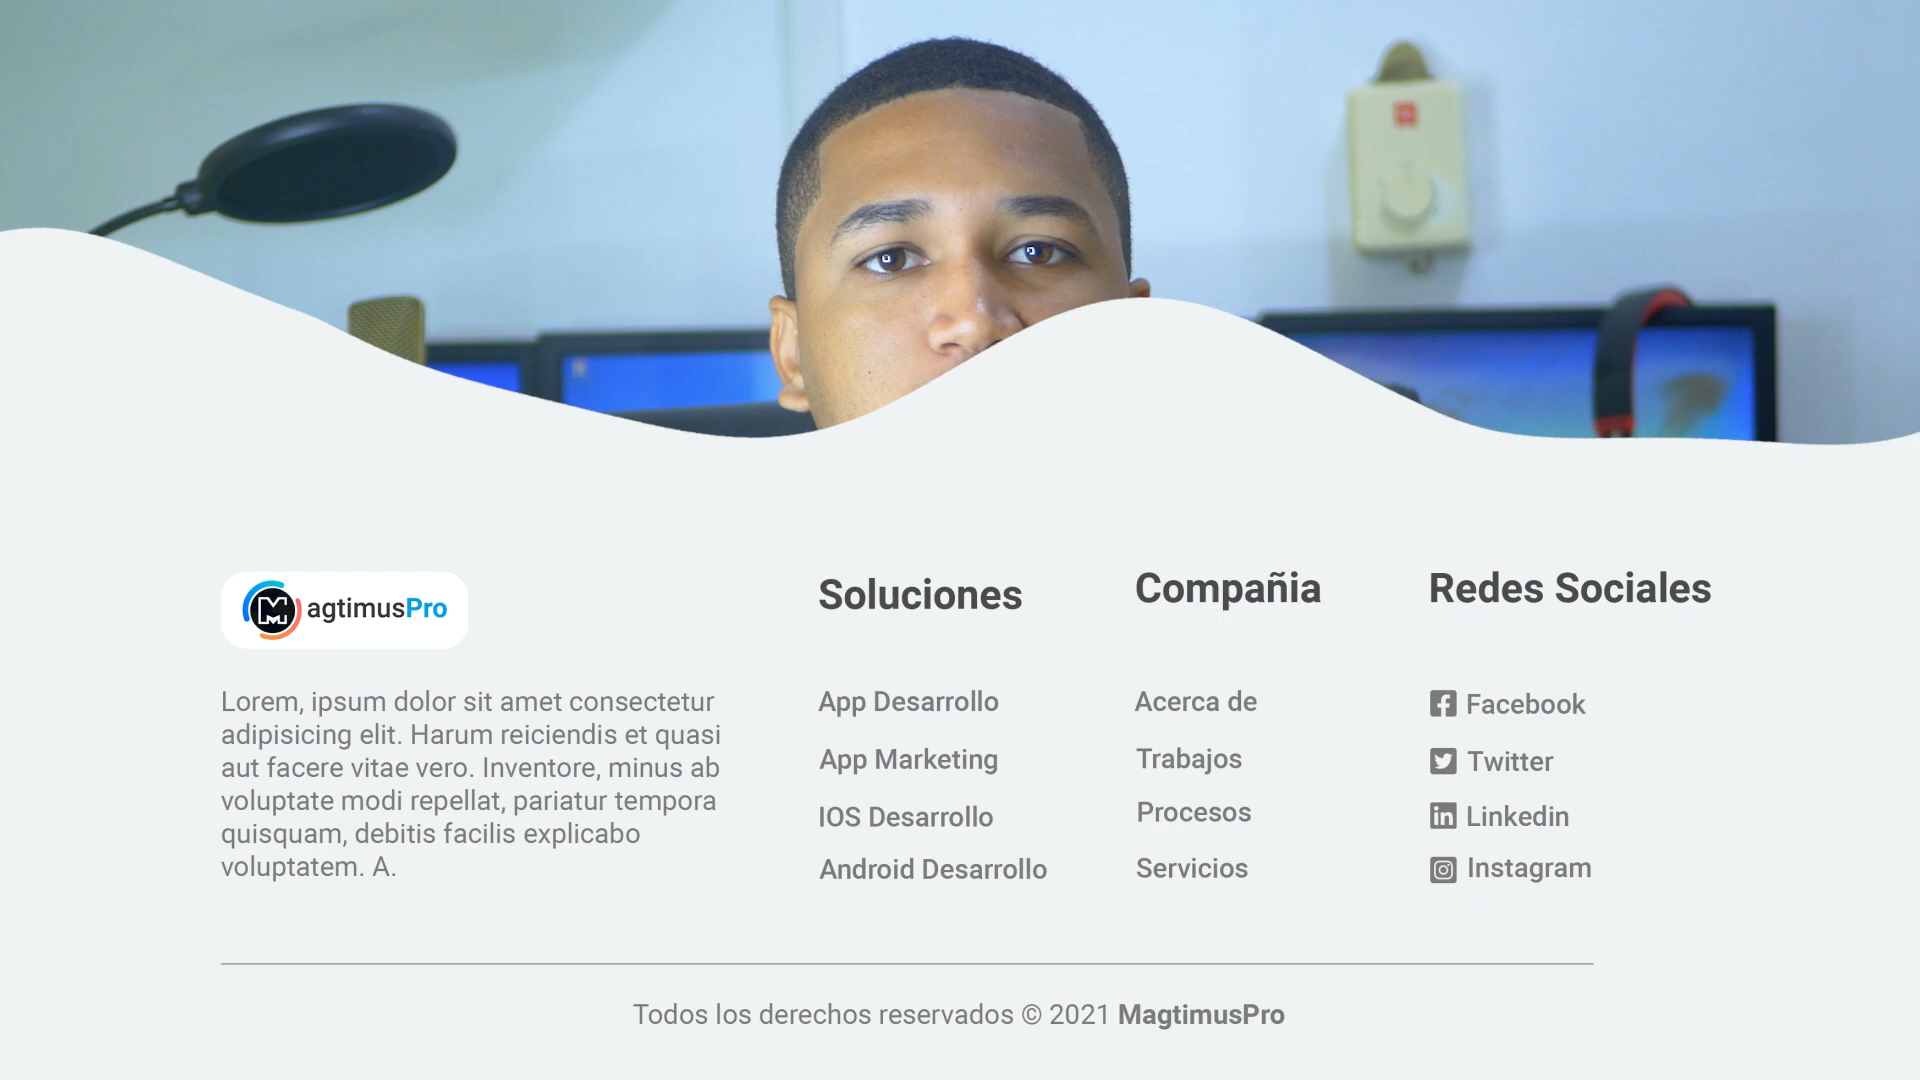 MagtimusPro
Lorem, ipsum dolor sit amet consectetur
adipisicing elit. Harum reiciendis et quasi
aut facere vitae vero. Inventore, minus ab
voluptate modi repellat, pariatur tempora
quisquam, debitis facilis explicabo
voluptatem. A.
Soluciones
App Desarrollo
App Marketing
IOS Desarrollo
Android Desarrollo
Compañia
Acerca de
Trabajos
Procesos
Servicios
Redes Sociales
Facebook
Twitter
Linkedin
Instagram
Todos los derechos reservados © 2021 MagtimusPro